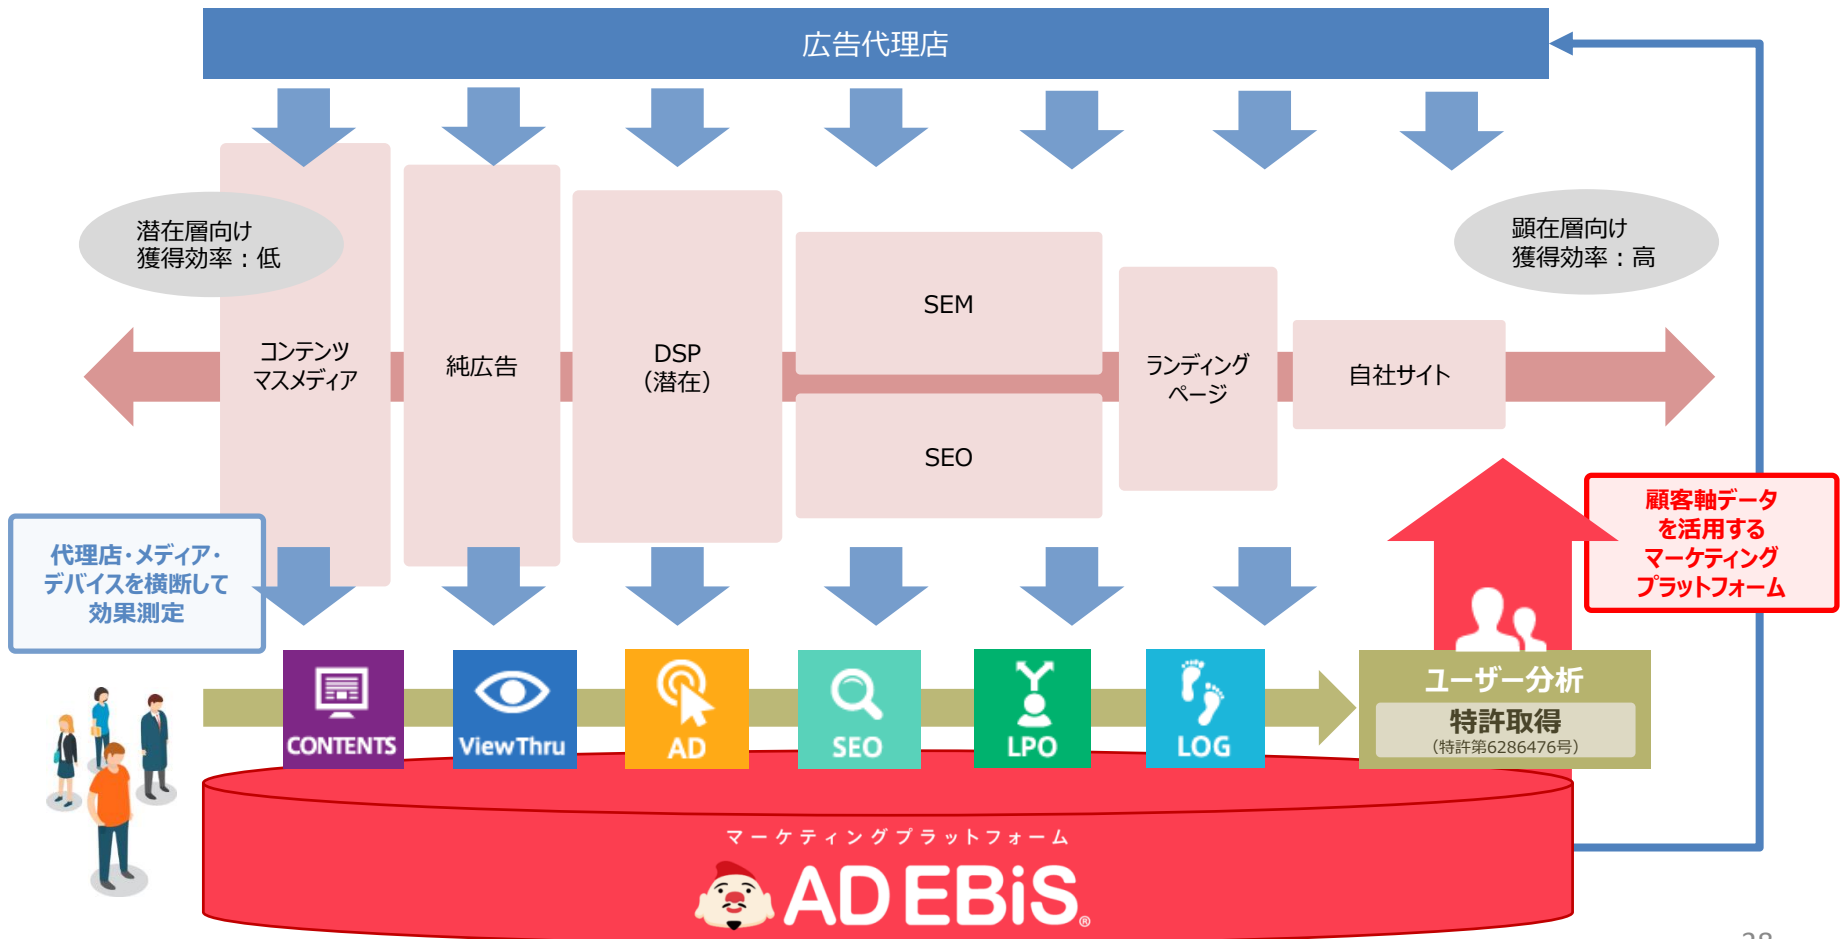 広告代理店
潜在層向け
獲得効率：低
顕在層向け
獲得効率：高
コンテンツ
マスメディア
純広告
DSP
（潜在）
SEM
SEO
ランディング
ページ
自社サイト
代理店・メディア・
デバイスを横断して
効果測定
顧客軸データ
を活用する
マーケティング
プラットフォーム
CONTENTS
ViewThru
AD
SEO
LPO
LOG
ユーザー分析
特許取得
（特許第6286476号）
マーケティングプラットフォーム
AD EBiS®